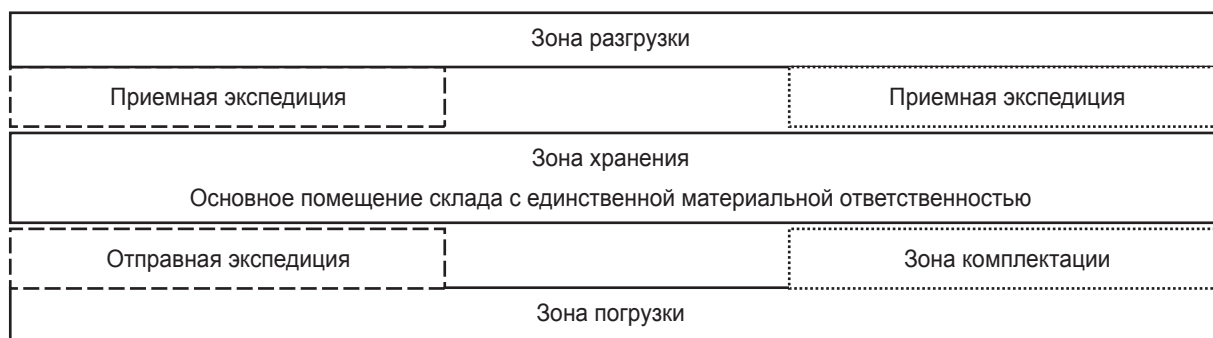 Зона разгрузки
Приемная экспедиция
Приемная экспедиция
Зона хранения
Основное помещение склада с единственной материальной ответственностью
Отправная экспедиция
Зона комплектации
Зона погрузки